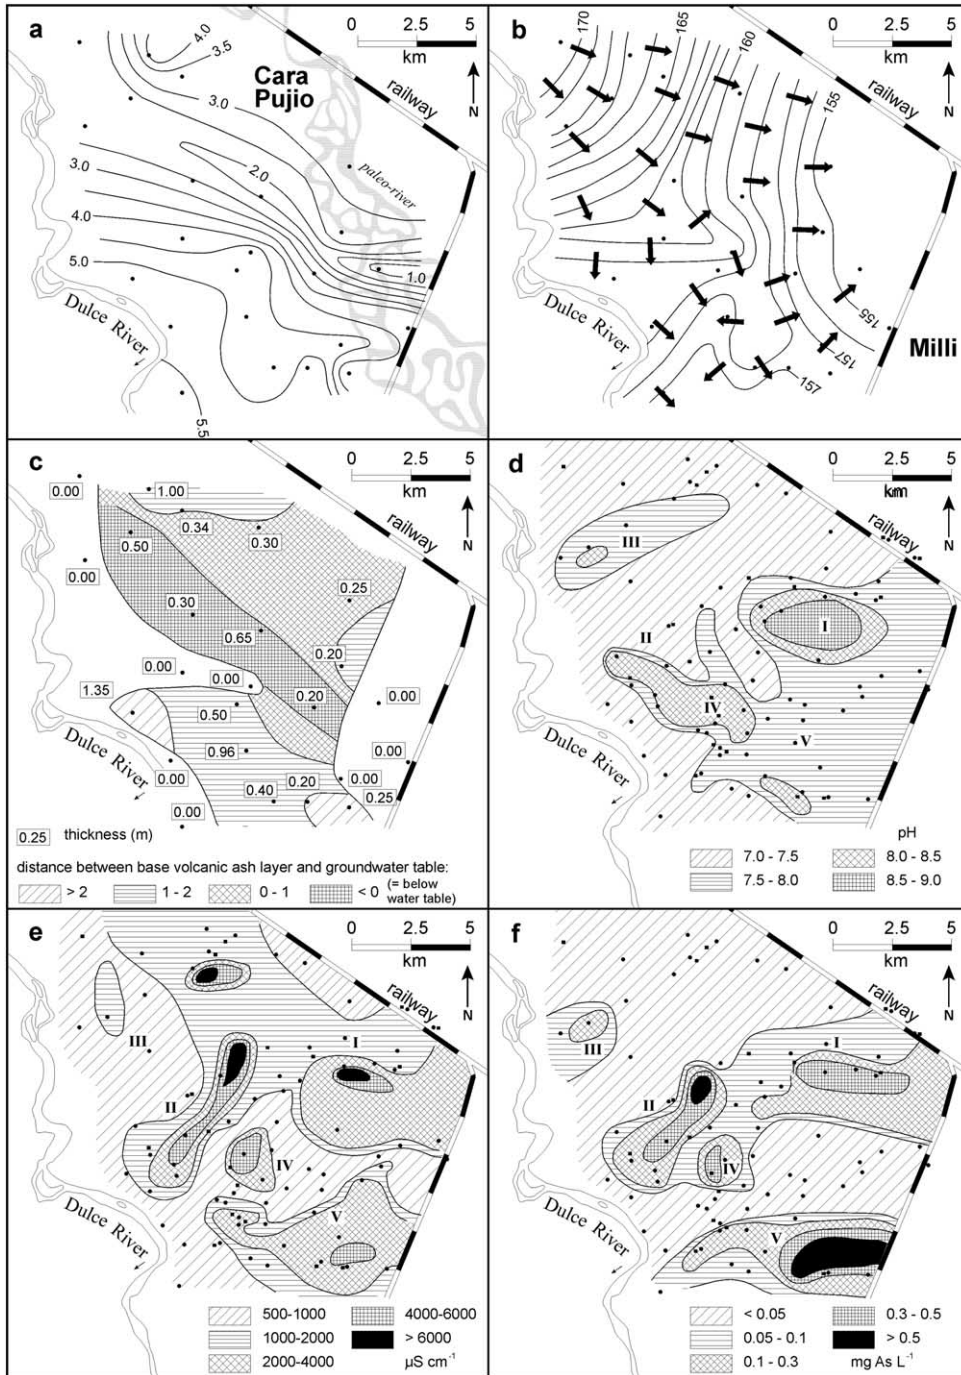 a
4.0
3.5
Cara
Pujio
0 2.5 5
km
railway
N
3.0
3.0
2.0
paleo-river
4.0
5.0
1.0
Dulce River
5.5
b
170
165
160
0 2.5 5
km
railway
N
155
Dulce River
155
157
157
Milli
c
0 2.5 5
km
railway
N
0.00
1.00
0.34
0.50
0.30
0.00
0.25
0.30
0.65
0.20
0.00
0.00
1.35
0.20
0.00
0.50
0.96
0.00
Dulce River
0.00
0.20
0.00
0.40
0.25
0.00
0.25 thickness (m)
distance between base volcanic ash layer and groundwater table:
> 2 1 - 2 0 - 1 < 0 (= below
water table)
d
0 2.5 5
km
railway
N
III
I
II
IV
V
Dulce River
pH
7.0 - 7.5 8.0 - 8.5
7.5 - 8.0 8.5 - 9.0
e
0 2.5 5
km
railway
N
III
I
II
IV
V
Dulce River
500-1000 4000-6000
1000-2000 > 6000
2000-4000 µS cm⁻¹
f
0 2.5 5
km
railway
N
III
I
II
IV
V
Dulce River
< 0.05 0.3 - 0.5
0.05 - 0.1 > 0.5
0.1 - 0.3 mg As L⁻¹